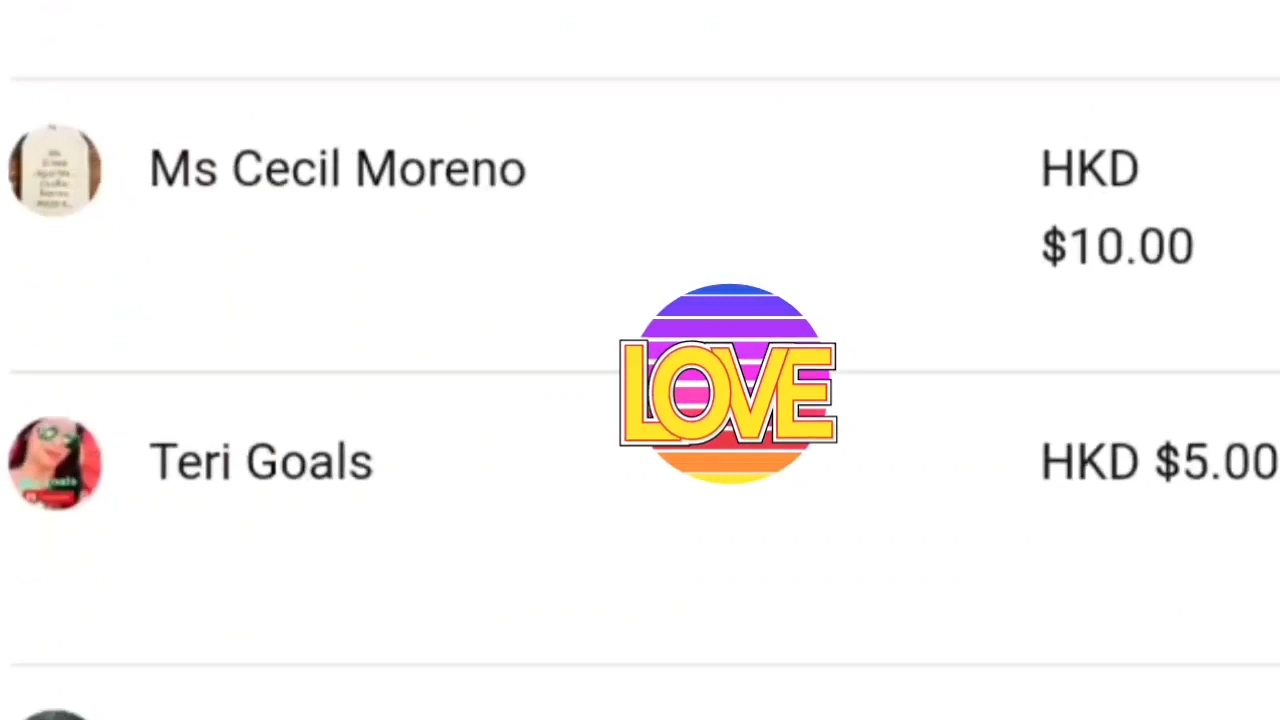 Ms Cecil Moreno
HKD
$10.00
LOVE
Teri Goals
HKD $5.00